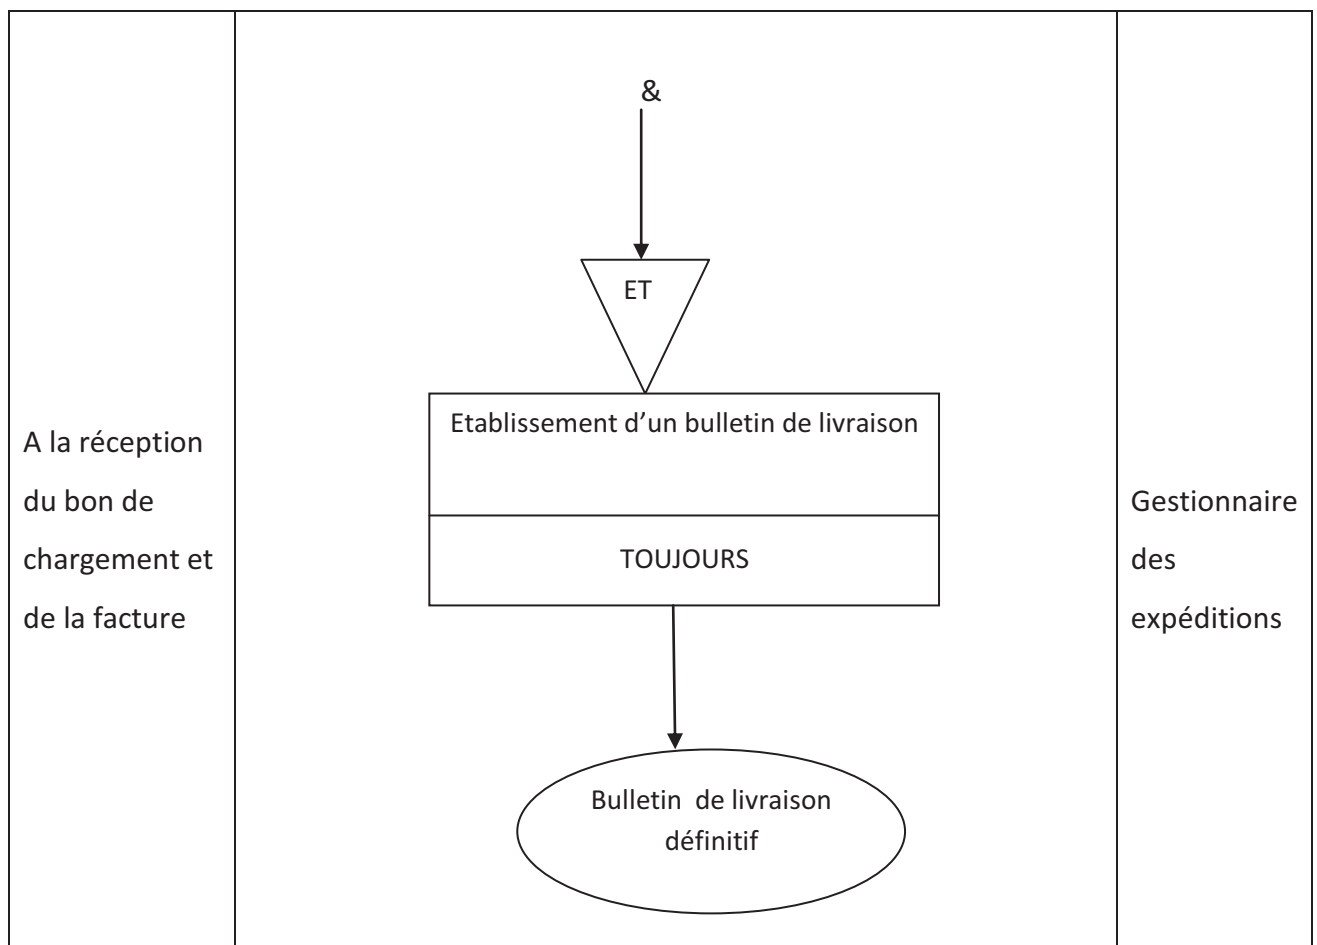 &
ET
Etablissement d’un bulletin de livraison
A la réception
du bon de
chargement et
de la facture
TOUJOURS
Gestionnaire
des
expéditions
Bulletin de livraison
définitif